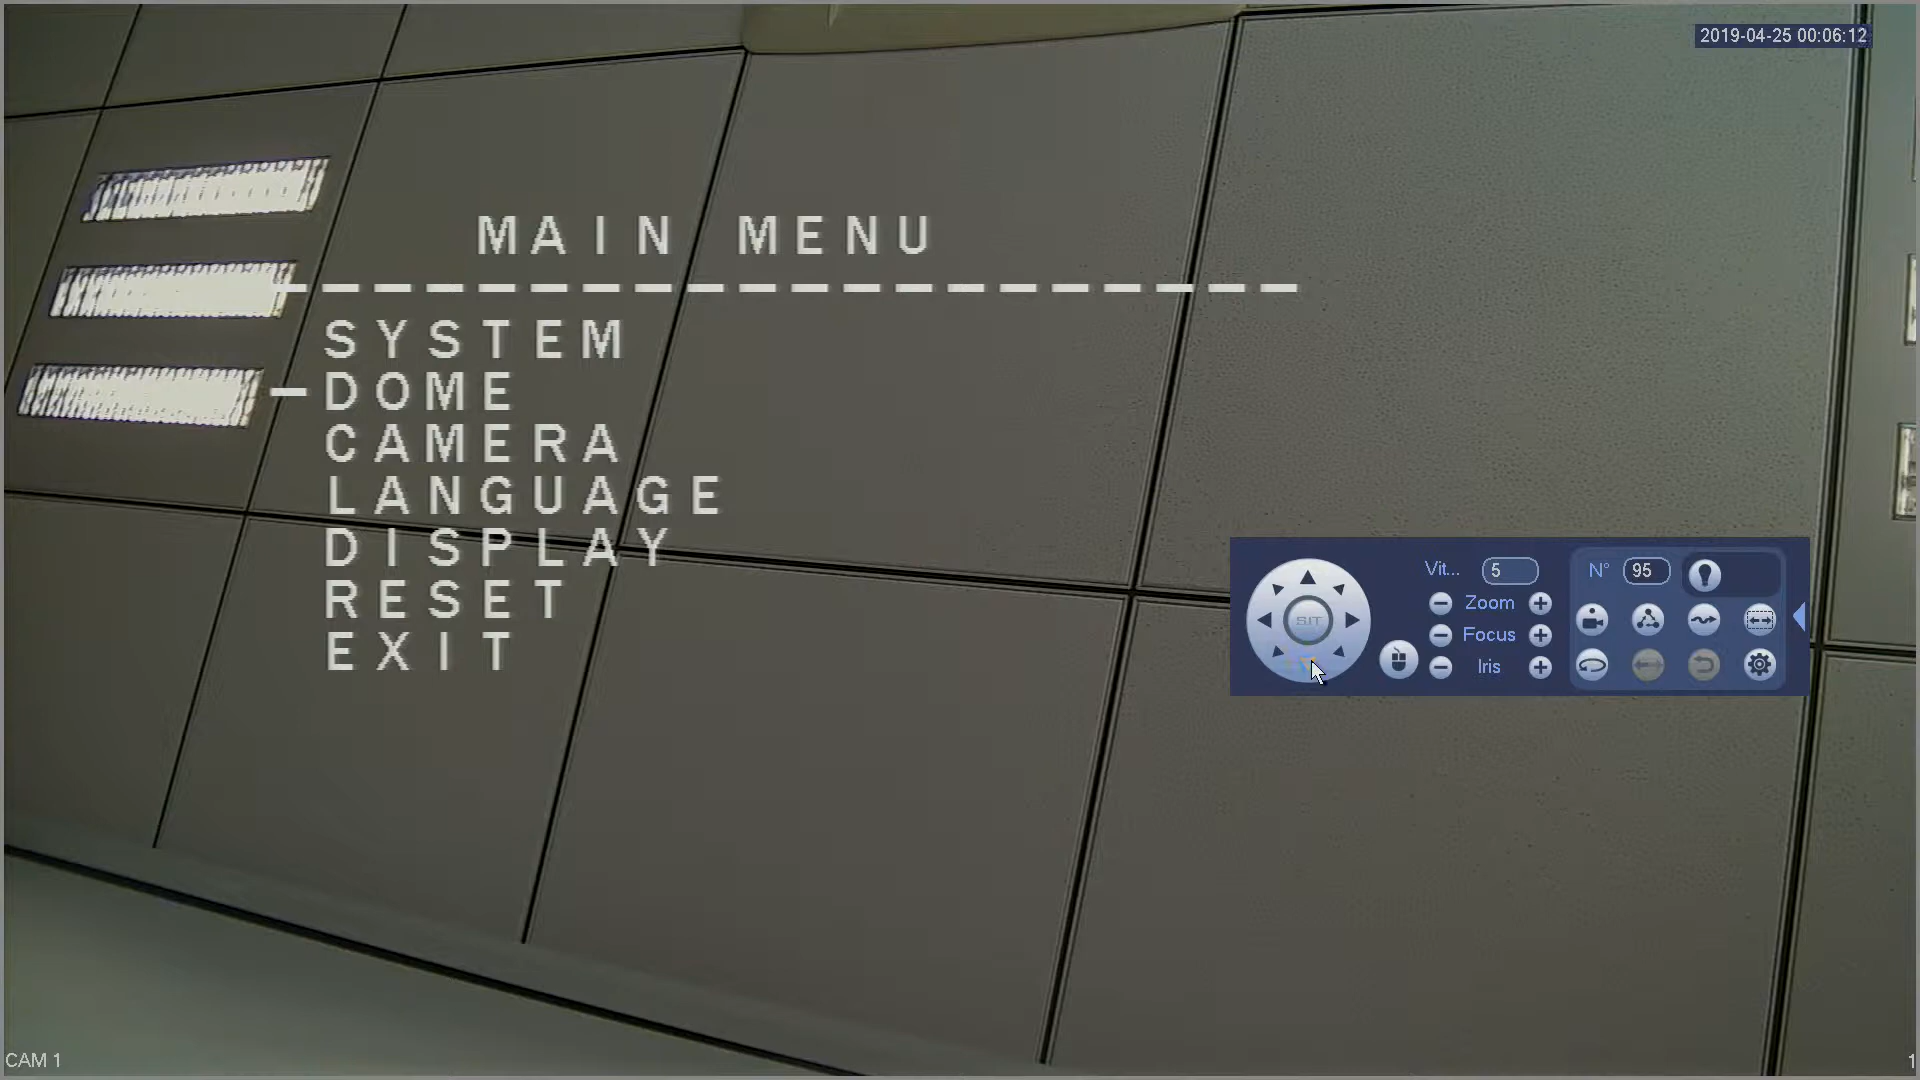 2019-04-25 00:06:12
MAIN MENU
SYSTEM
DOME
CAMERA
LANGUAGE
DISPLAY
RESET
EXIT
Vit... 5
Zoom
Focus
Iris
N° 95
SIT
CAM 1
1